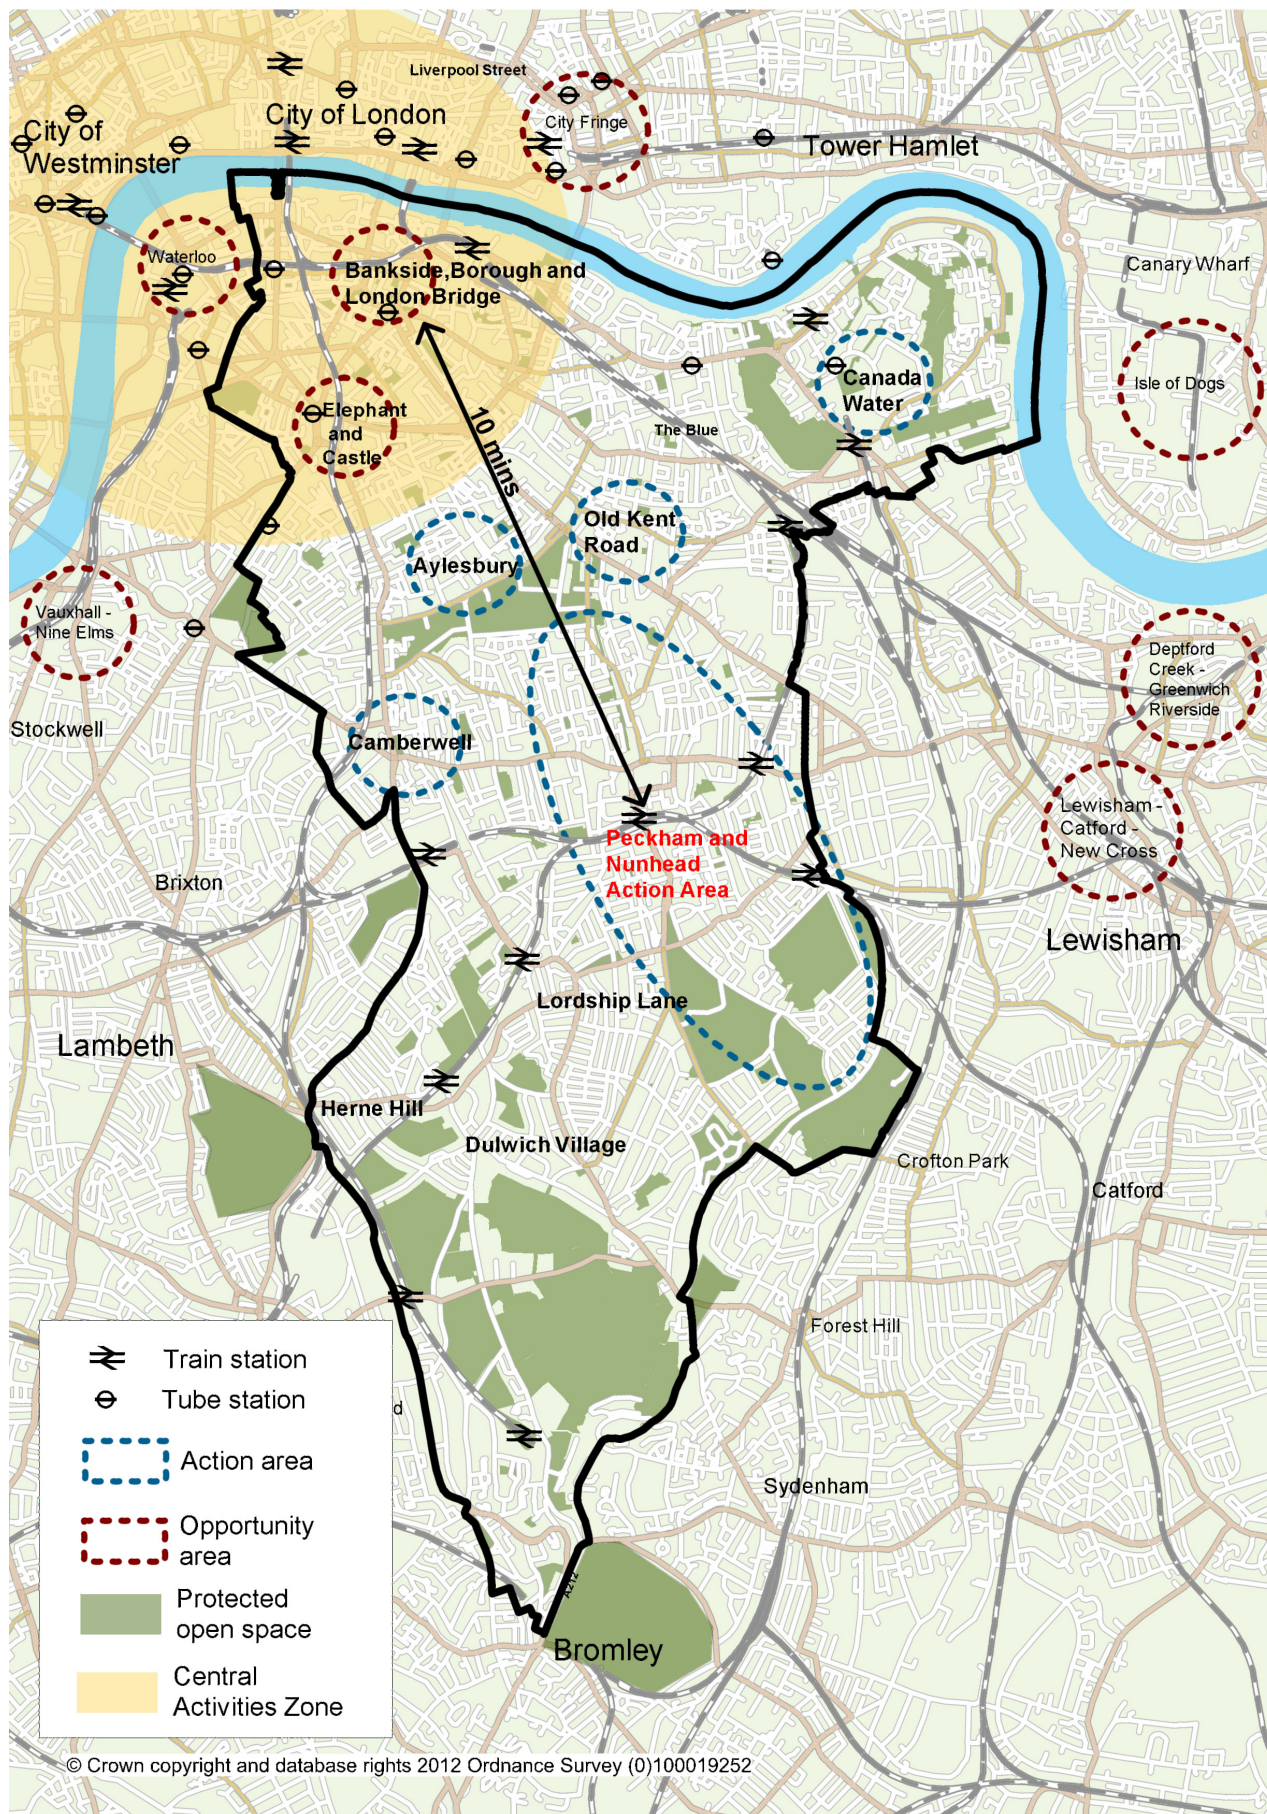 Liverpool Street
City of London
City Fringe
City of
Westminster
Tower Hamlet
Waterloo
Bankside,Borough and
London Bridge
Canary Wharf
Isle of Dogs
Canada
Water
Elephant
and
Castle
10 mins
The Blue
Old Kent
Road
Aylesbury
Vauxhall -
Nine Elms
Deptford
Creek -
Greenwich
Riverside
Stockwell
Camberwell
Lewisham -
Catford -
New Cross
Peckham and
Nunhead
Action Area
Brixton
Lewisham
Lordship Lane
Lambeth
Herne Hill
Dulwich Village
Crofton Park
Catford
Forest Hill
d
Sydenham
A212
Bromley
Train station
Tube station
Action area
Opportunity
area
Protected
open space
Central
Activities Zone
© Crown copyright and database rights 2012 Ordnance Survey (0)100019252